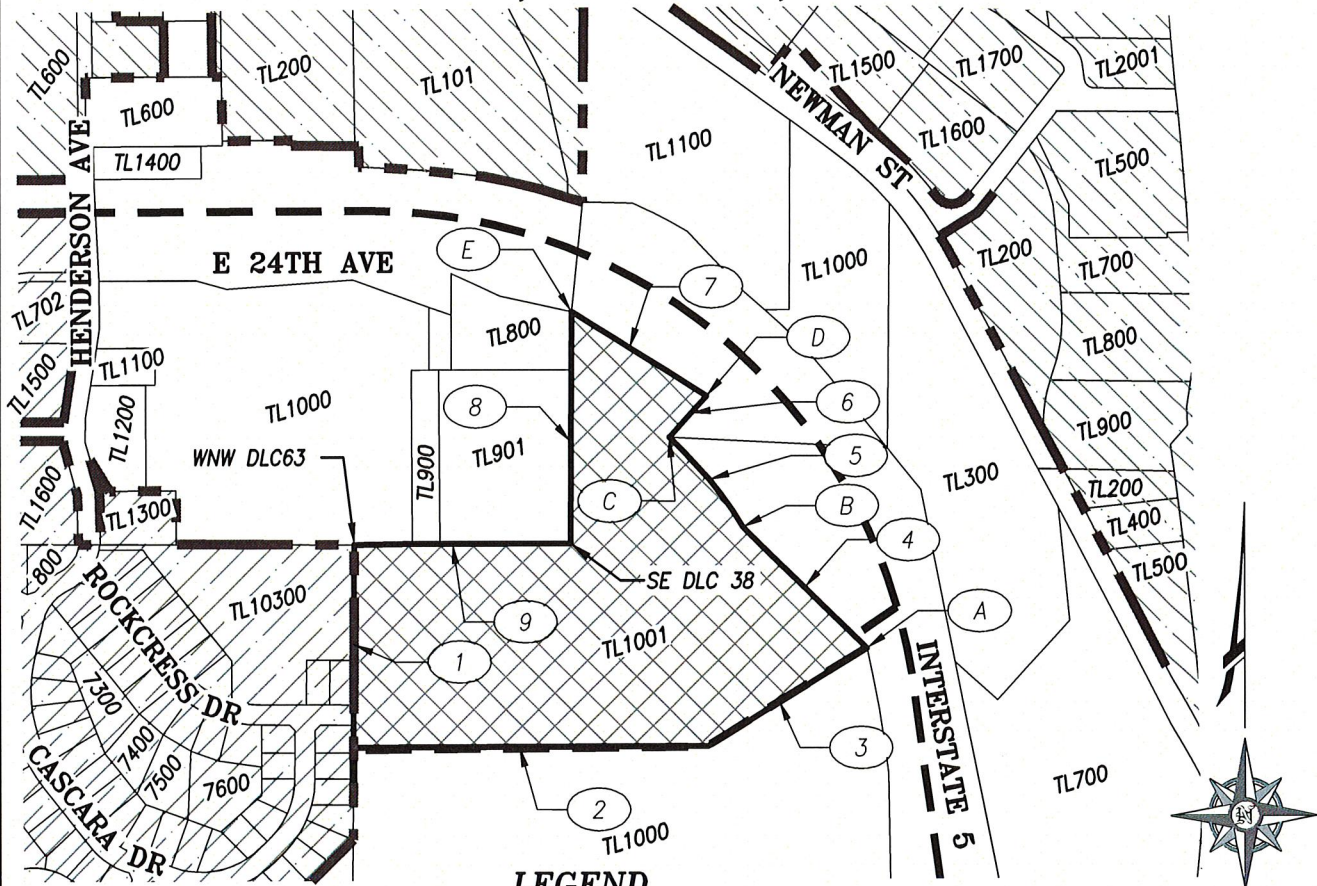 TL600
TL600
TL200
TL101
TL1400
HENDERSON AVE
TL1100
NEWMAN ST
TL1500
TL1700
TL2001
TL1600
TL500
E 24TH AVE
E
7
D
TL1000
TL200
TL700
TL702
TL800
TL800
TL1500
TL1100
TL1200
TL1000
WNW DLC63
TL900
8
TL901
6
5
C
B
4
TL300
TL900
TL200
TL400
TL500
TL1600
TL1300
800
ROCKCRESS DR
TL10300
SE DLC 38
9
1
TL1001
A
INTERSTATE 5
3
2
7300
7400
7500
7600
CASCARA DR
TL1000
TL700
N
LEGEND